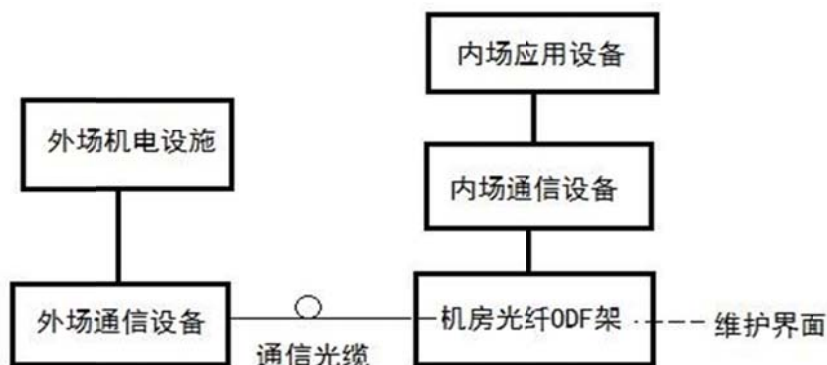 内场应用设备
外场机电设施
内场通信设备
外场通信设备
通信光缆
机房光纤ODF架
维护界面